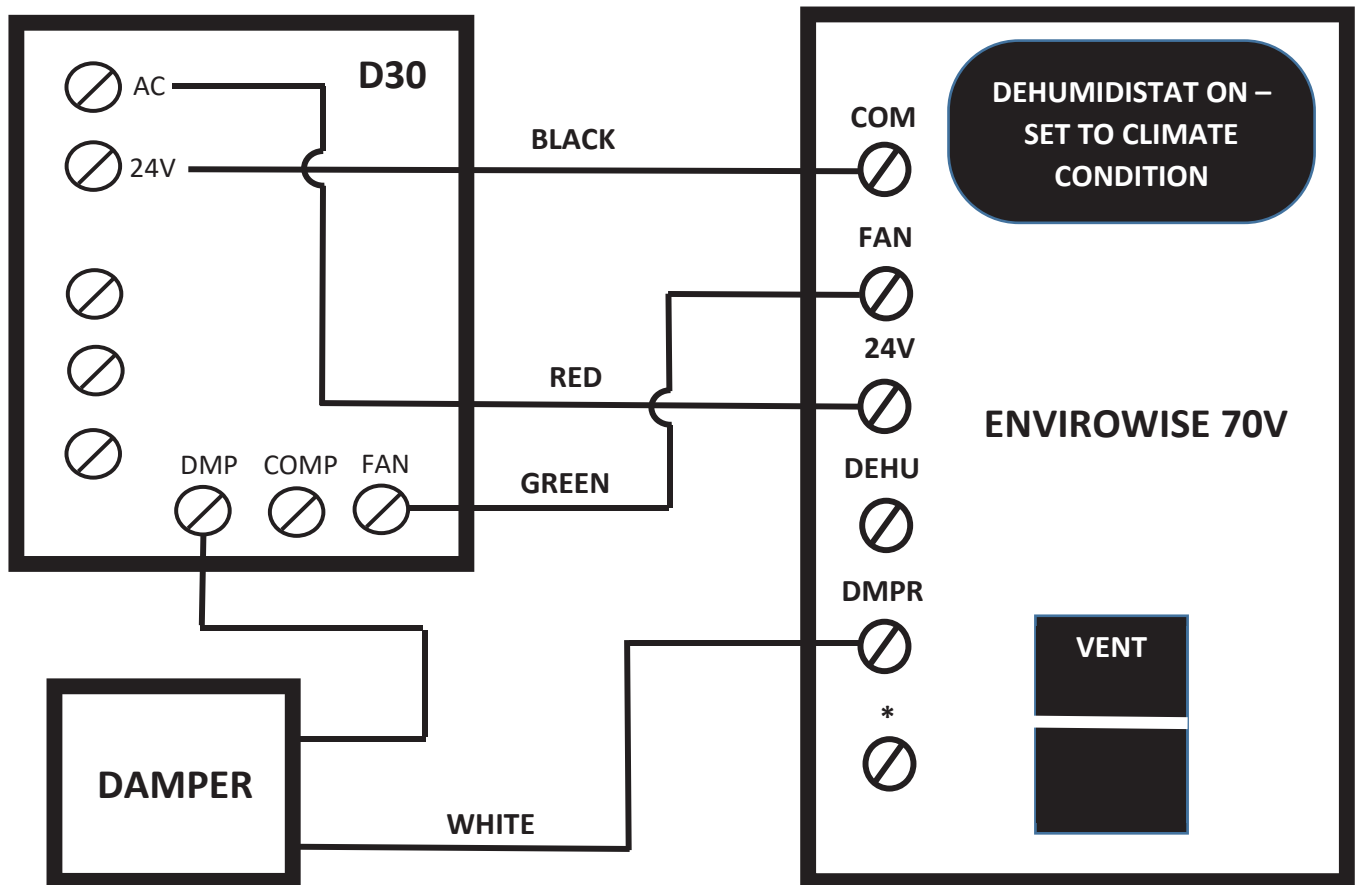 D30
AC
24V
DMP COMP FAN
BLACK
RED
GREEN
WHITE
DAMPER
DEHUMIDISTAT ON –
SET TO CLIMATE
CONDITION
COM
FAN
24V
DEHU
DMPR
*
ENVIROWISE 70V
VENT